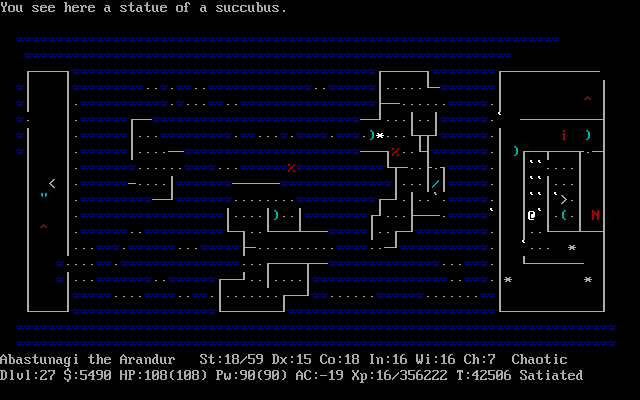 You see here a statue of a succubus.
Abastunagi the Arandur St:18/59 Dx:15 Co:18 In:16 Wi:16 Ch:7 Chaotic
Dlvl:27 $:5490 HP:108(108) Pw:90(90) AC:-19 Xp:16/356222 T:42506 Satiated